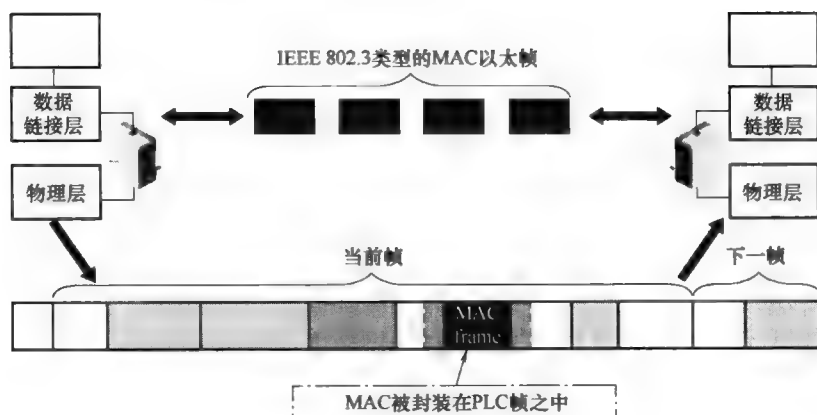 IEEE 802.3类型的MAC以太帧
数据
链接层
数据
链接层
物理层
物理层
当前帧
下一帧
MAC
frame
MAC被封装在PLC帧之中